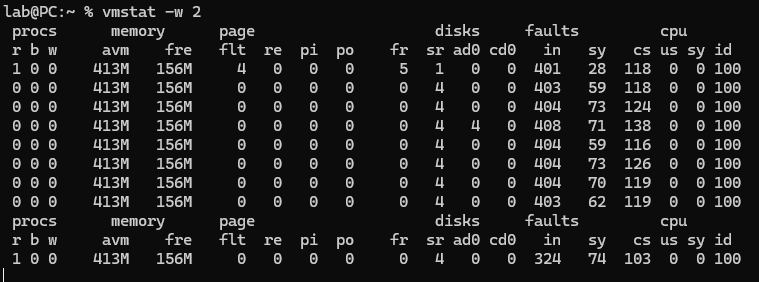 lab@PC:~ % vmstat -w 2
 procs      memory      page                    disks     faults         cpu
 r b w     avm   fre   flt  re  pi  po    fr   sr ad0 cd0   in    sy   cs us sy id
 1 0 0    413M  156M     4   0   0   0     5    1   0   0  401    28  118  0  0 100
 0 0 0    413M  156M     0   0   0   0     0    4   0   0  403    59  118  0  0 100
 0 0 0    413M  156M     0   0   0   0     0    4   0   0  404    73  124  0  0 100
 0 0 0    413M  156M     0   0   0   0     0    4   4   0  408    71  138  0  0 100
 0 0 0    413M  156M     0   0   0   0     0    4   0   0  404    59  116  0  0 100
 0 0 0    413M  156M     0   0   0   0     0    4   0   0  404    73  126  0  0 100
 0 0 0    413M  156M     0   0   0   0     0    4   0   0  404    70  119  0  0 100
 0 0 0    413M  156M     0   0   0   0     0    4   0   0  403    62  119  0  0 100
 procs      memory      page                    disks     faults         cpu
 r b w     avm   fre   flt  re  pi  po    fr   sr ad0 cd0   in    sy   cs us sy id
 1 0 0    413M  156M     0   0   0   0     0    4   0   0  324    74  103  0  0 100